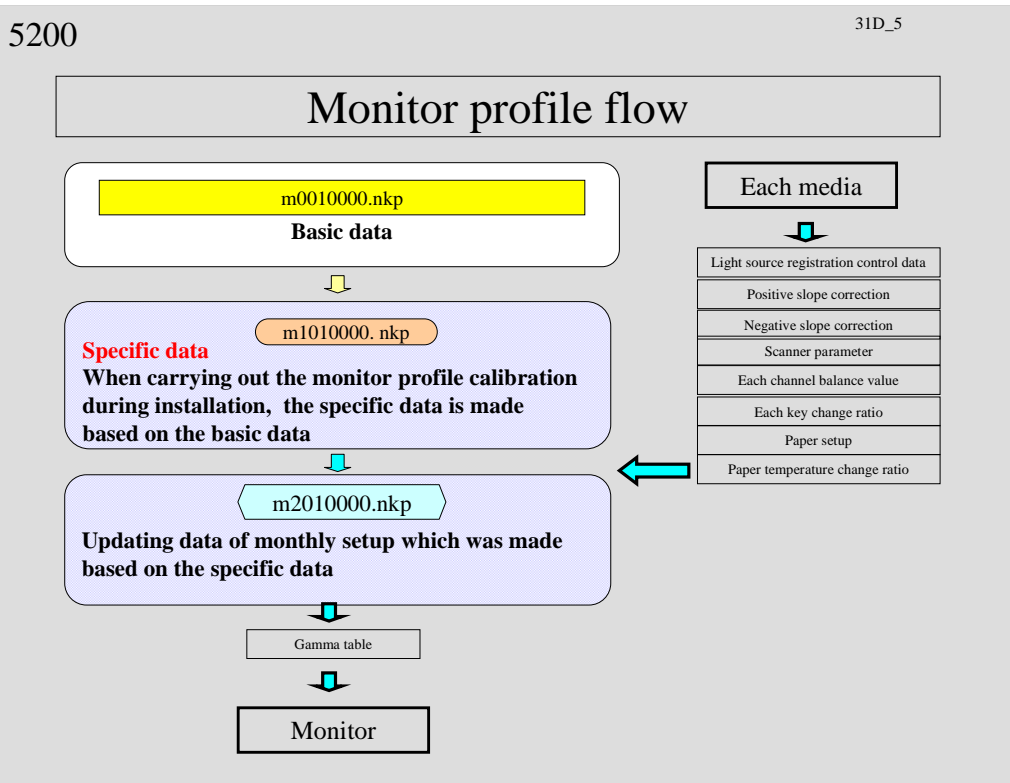 5200
31D_5
Monitor profile flow
m0010000.nkp
Basic data
m1010000. nkp
Specific data
When carrying out the monitor profile calibration
during installation,  the specific data is made
based on the basic data
m2010000.nkp
Updating data of monthly setup which was made
based on the specific data
Gamma table
Monitor
Each media
Light source registration control data
Positive slope correction
Negative slope correction
Scanner parameter
Each channel balance value
Each key change ratio
Paper setup
Paper temperature change ratio